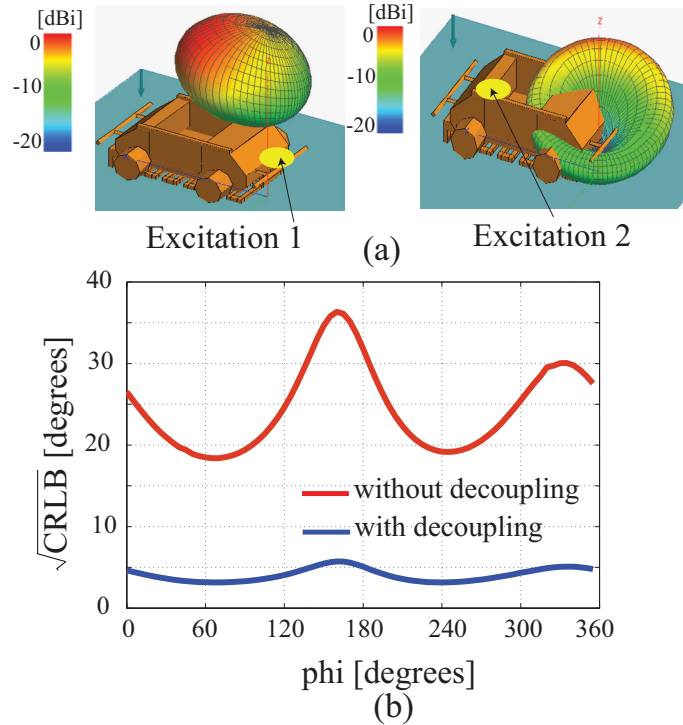 [dBi]
0
-10
-20
[dBi]
0
-10
-20
z
Excitation 1
Excitation 2
(a)
√CRLB [degrees]
40
30
20
10
0
without decoupling
with decoupling
0 60 120 180 240 300 360
phi [degrees]
(b)